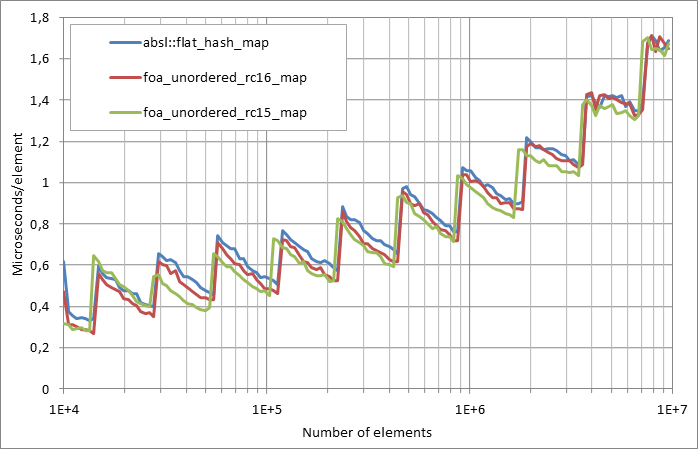 1,8
1,6
1,4
1,2
1
0,8
0,6
0,4
0,2
0
Microseconds/element
absl::flat_hash_map
foa_unordered_rc16_map
foa_unordered_rc15_map
1E+4
1E+5
1E+6
1E+7
Number of elements